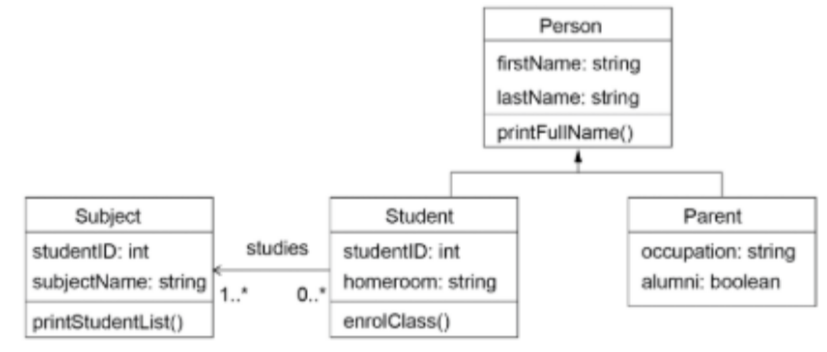 Person
firstName: string
lastName: string
printFullName()
Subject
studentID: int
subjectName: string
printStudentList()
studies
1..*
0..*
Student
studentID: int
homeroom: string
enrolClass()
Parent
occupation: string
alumni: boolean